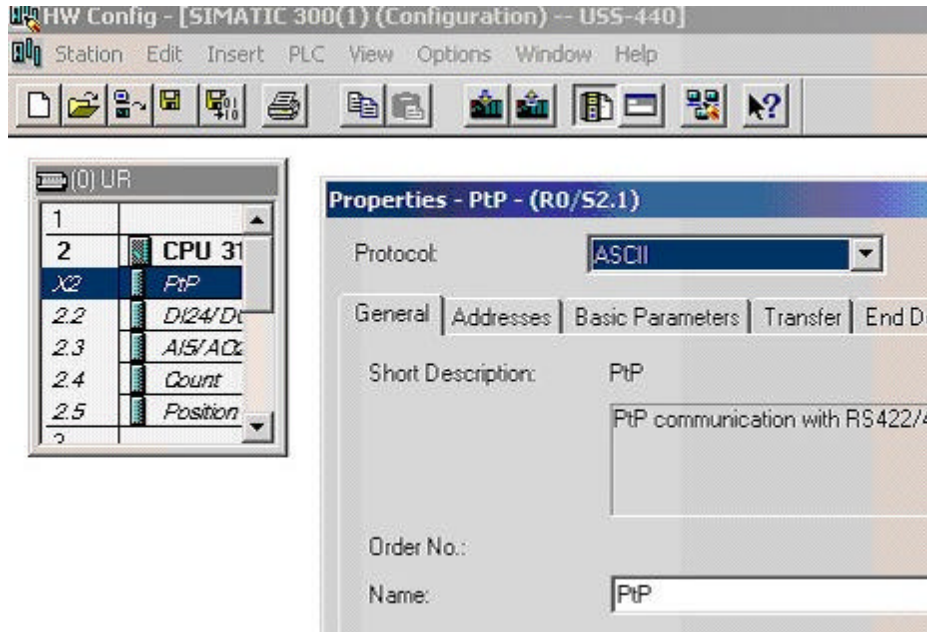 HW Config - [SIMATIC 300(1) (Configuration) -- USS-440]
Station Edit Insert PLC View Options Window Help
(0) UR
1
2 CPU 31
X2 PtP
2.2 DI24/DO
2.3 AI5/AO2
2.4 Count
2.5 Position
3
Properties - PtP - (R0/S2.1)
Protocol: ASCII
General Addresses Basic Parameters Transfer End D
Short Description: PtP
PtP communication with RS422/4
Order No.:
Name: PtP